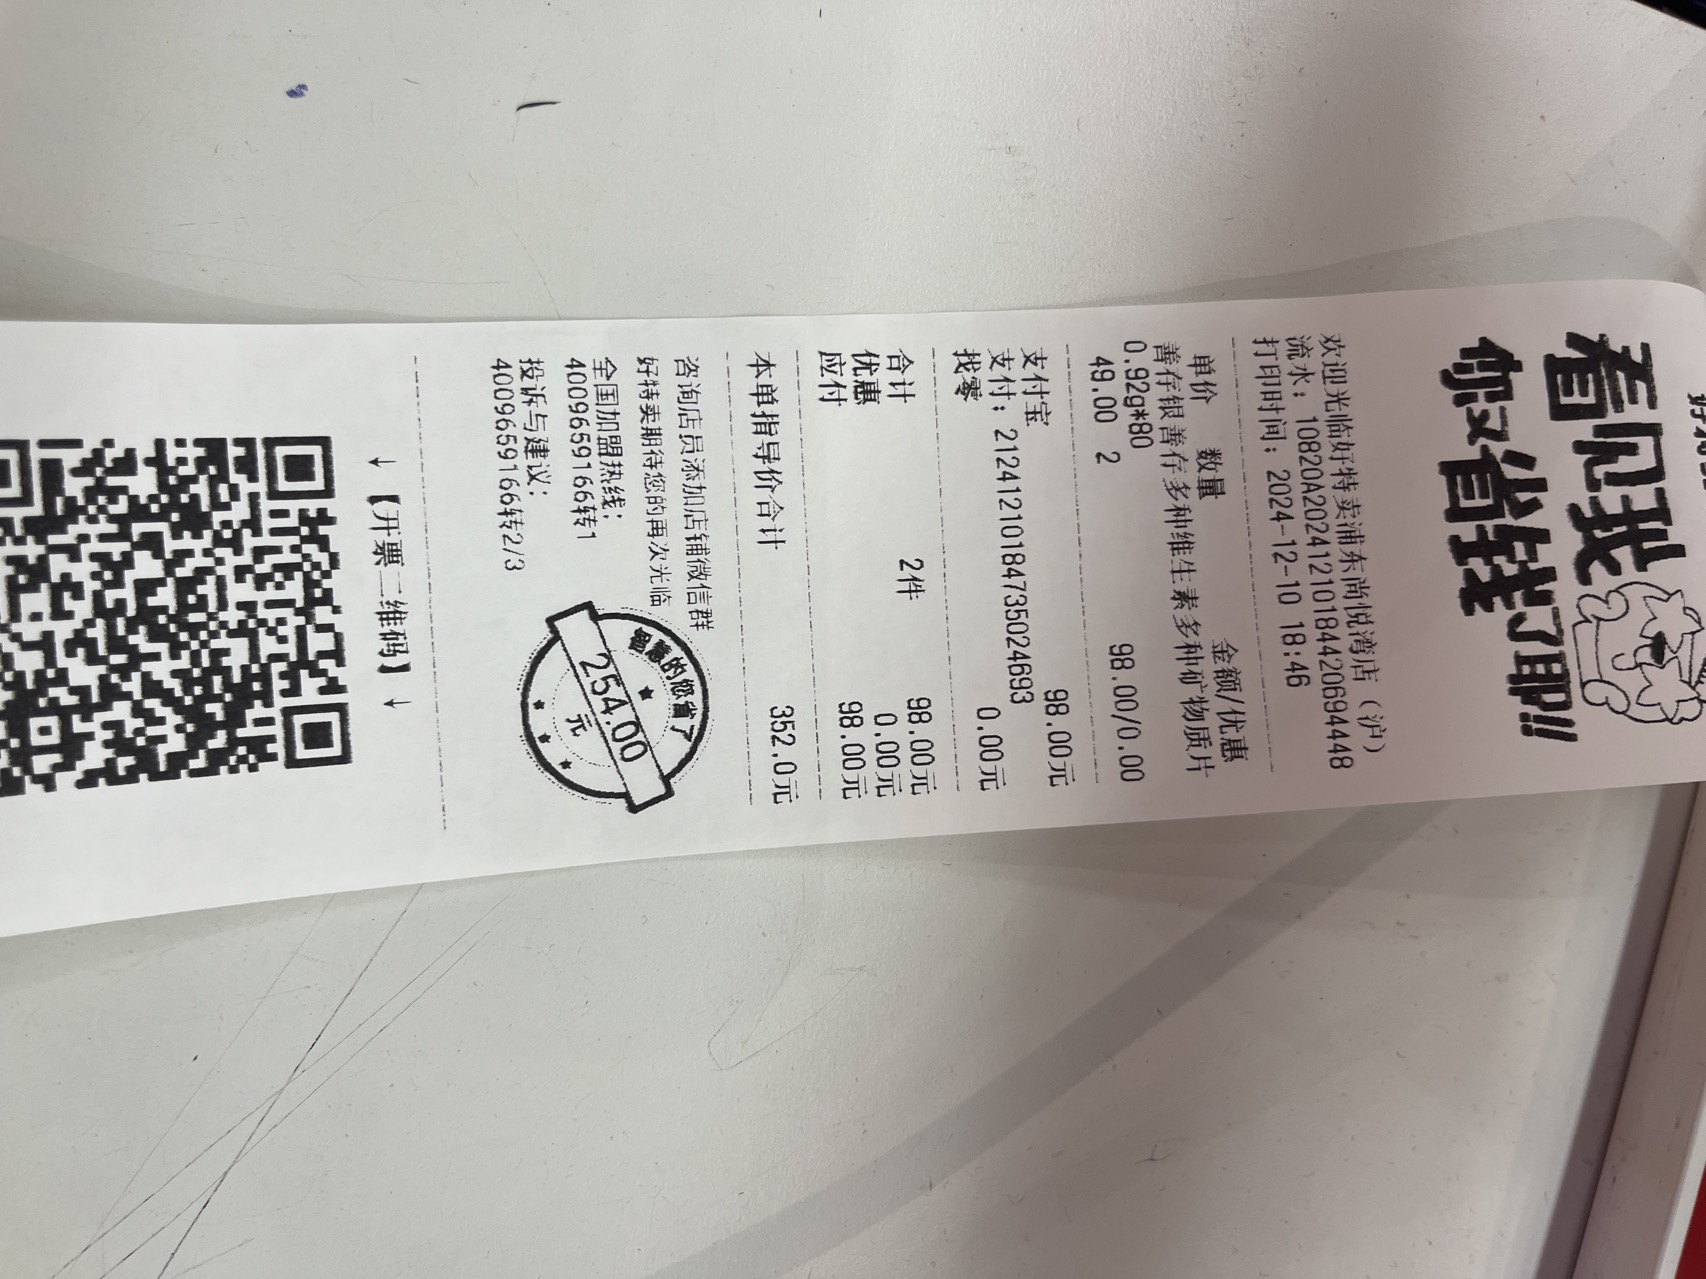 看见我
你又省钱了耶!!
欢迎光临好特卖浦东尚悦湾店（沪）
流水：10820A202412101844206944​48
打印时间：2024-12-10 18:46
单价 数量 金额/优惠
善存银善存多种维生素多种矿物质片
0.92g*80
49.00 2 98.00/0.00
支付宝 98.00元
支付：2124121018473502469​3
找零 0.00元
合计 2件 98.00元
优惠 0.00元
应付 98.00元
本单指导价合计 352.0元
咨询店员添加店铺微信群
好特卖期待您的再次光临
全国加盟热线：
4009659166转1
投诉与建议：
4009659166转2/3
的您省了
254.00
元
↓【开票二维码】↓